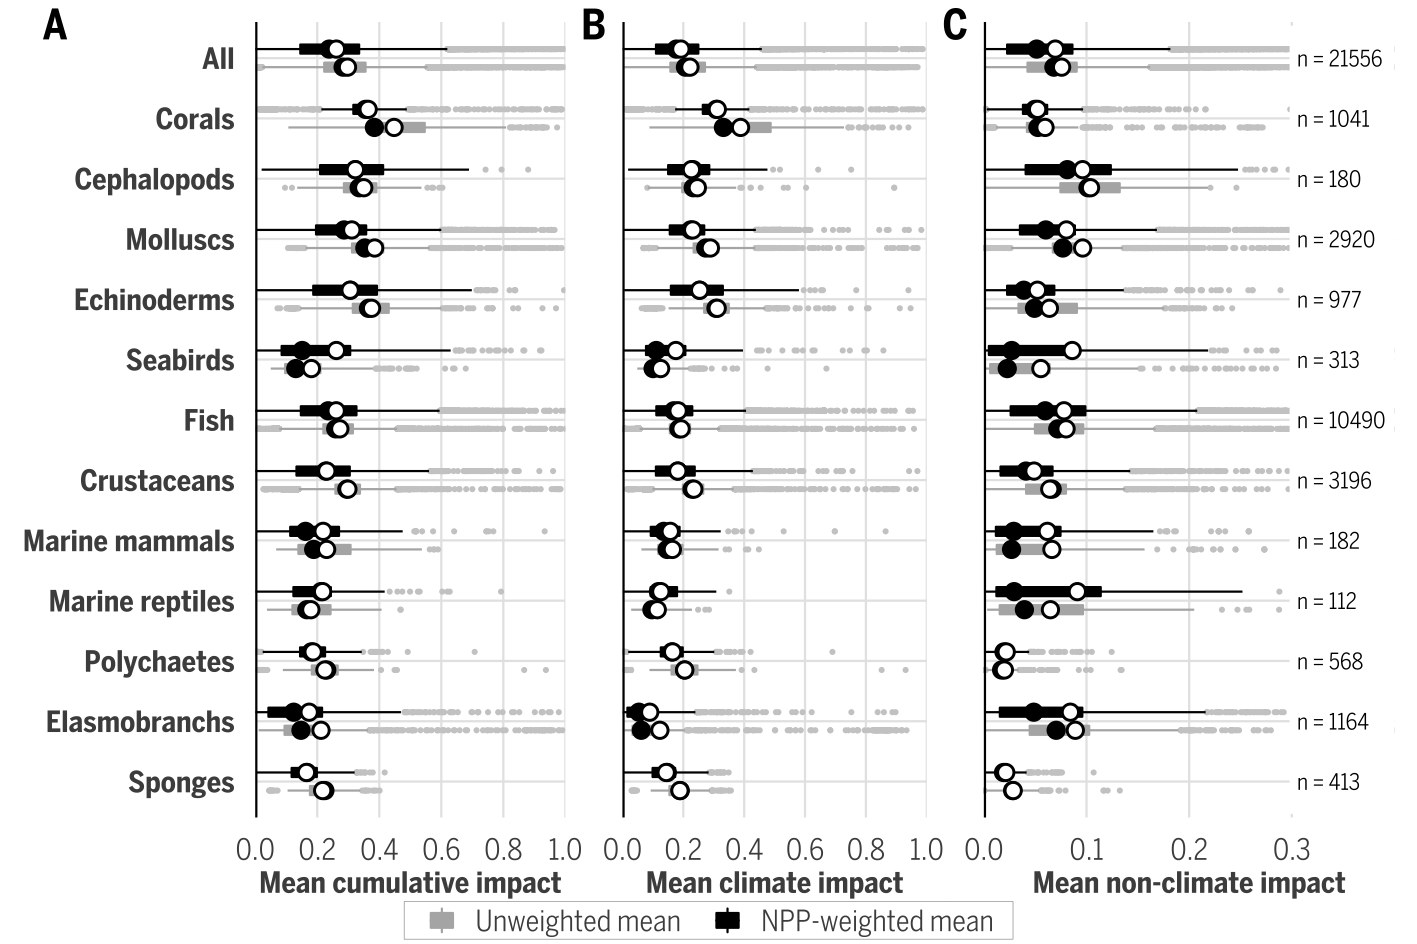 A B C
All n = 21556
Corals n = 1041
Cephalopods n = 180
Molluscs n = 2920
Echinoderms n = 977
Seabirds n = 313
Fish n = 10490
Crustaceans n = 3196
Marine mammals n = 182
Marine reptiles n = 112
Polychaetes n = 568
Elasmobranchs n = 1164
Sponges n = 413
0.0 0.2 0.4 0.6 0.8 1.0 0.0 0.2 0.4 0.6 0.8 1.0 0.0 0.1 0.2 0.3
Mean cumulative impact Mean climate impact Mean non-climate impact
Unweighted mean NPP-weighted mean